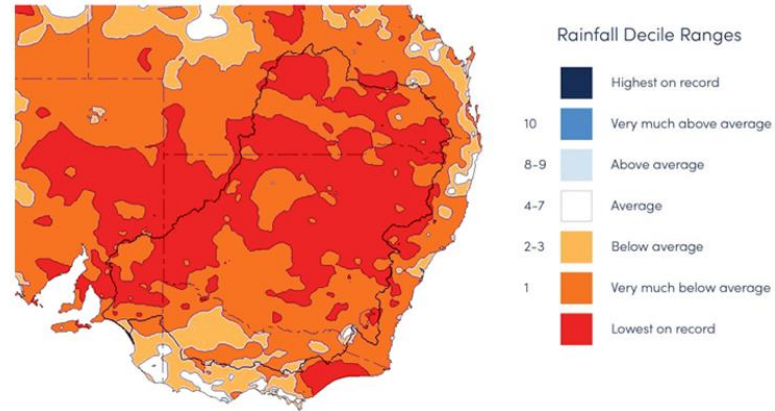 Rainfall Decile Ranges
Highest on record
10 Very much above average
8-9 Above average
4-7 Average
2-3 Below average
1 Very much below average
Lowest on record